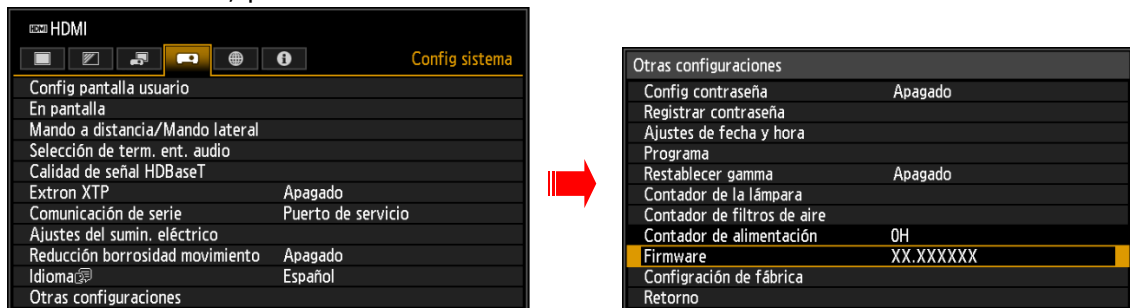 HDMI HDMI
Config sistema
Config pantalla usuario
En pantalla
Mando a distancia/Mando lateral
Selección de term. ent. audio
Calidad de señal HDBaseT
Extron XTP Apagado
Comunicación de serie Puerto de servicio
Ajustes del sumin. eléctrico
Reducción borrosidad movimiento Apagado
Idioma Español
Otras configuraciones
Otras configuraciones
Config contraseña Apagado
Registrar contraseña
Ajustes de fecha y hora
Programa
Restablecer gamma Apagado
Contador de la lámpara
Contador de filtros de aire
Contador de alimentación 0H
Firmware XX.XXXXXX
Configración de fábrica
Retorno